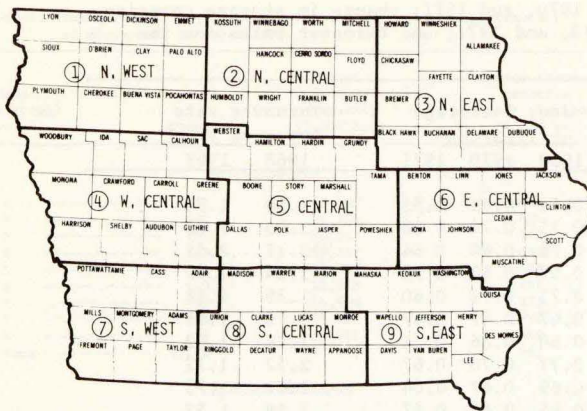 LYON OSCEOLA DICKINSON EMMET KOSSUTH WINNEBAGO WORTH MITCHELL HOWARD WINNESHIEK
ALLAMAKEE
SIOUX O'BRIEN CLAY PALO ALTO HANCOCK CERRO GORDO FLOYD CHICKASAW
① N, WEST ② N, CENTRAL ③ N, EAST
FAYETTE CLAYTON
PLYMOUTH CHEROKEE BUENA VISTA POCAHONTAS HUMBOLDT WRIGHT FRANKLIN BUTLER BREMER
WOODBURY IDA SAC CALHOUN WEBSTER HAMILTON HARDIN GRUNDY BLACK HAWK BUCHANAN DELAWARE DUBUQUE
MONONA CRAWFORD CARROLL GREENE BOONE STORY MARSHALL TAMA BENTON LINN JONES JACKSON
④ W, CENTRAL ⑤ CENTRAL ⑥ E, CENTRAL
CLINTON
CEDAR
SCOTT
HARRISON SHELBY AUDUBON GUTHRIE DALLAS POLK JASPER POWESHIEK IOWA JOHNSON
MUSCATINE
POTTAWATTAMIE CASS ADAIR MADISON WARREN MARION MAHASKA KEOKUK WASHINGTON
LOUISA
MILLS MONTGOMERY ADAMS UNION CLARKE LUCAS MONROE WAPELLO JEFFERSON HENRY
⑦ S, WEST ⑧ S, CENTRAL ⑨ S,EAST
DES MOINES
FREMONT PAGE TAYLOR RINGGOLD DECATUR WAYNE APPANOOSE DAVIS VAN BUREN LEE